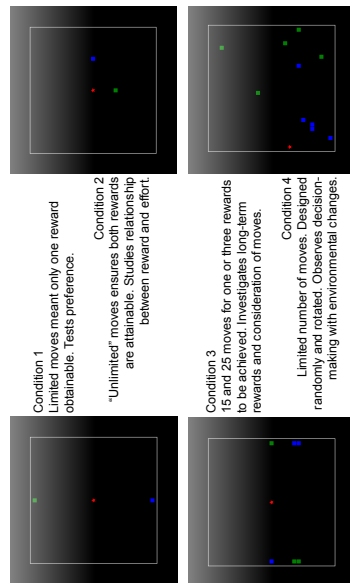 Condition 1
Limited moves meant only one reward
obtainable. Tests preference.
Condition 2
“Unlimited” moves ensures both rewards
are attainable. Studies relationship
between reward and effort.
Condition 3
15 and 25 moves for one or three rewards
to be achieved. Investigates long-term
rewards and consideration of moves.
Condition 4
Limited number of moves. Designed
randomly and rotated. Observes decision-
making with environmental changes.